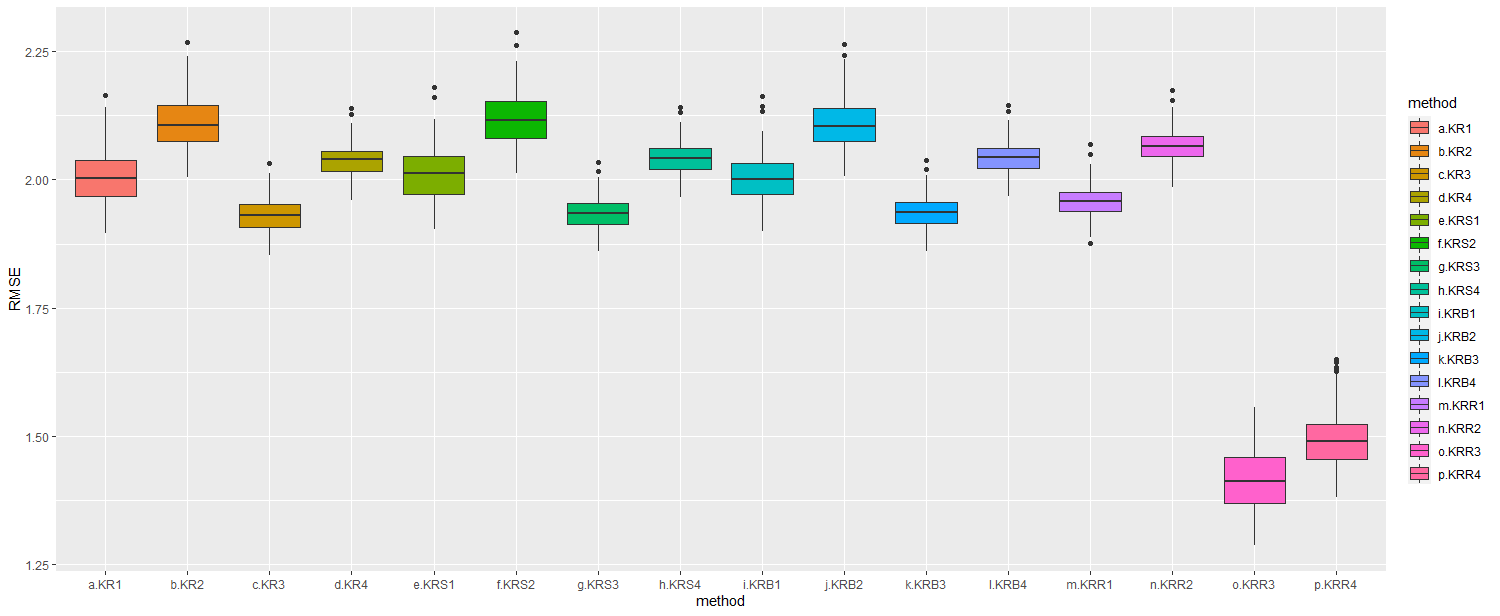 RMSE
2.25
2.00
1.75
1.50
1.25
a.KR1 b.KR2 c.KR3 d.KR4 e.KRS1 f.KRS2 g.KRS3 h.KRS4 i.KRB1 j.KRB2 k.KRB3 l.KRB4 m.KRR1 n.KRR2 o.KRR3 p.KRR4
method
method
a.KR1
b.KR2
c.KR3
d.KR4
e.KRS1
f.KRS2
g.KRS3
h.KRS4
i.KRB1
j.KRB2
k.KRB3
l.KRB4
m.KRR1
n.KRR2
o.KRR3
p.KRR4